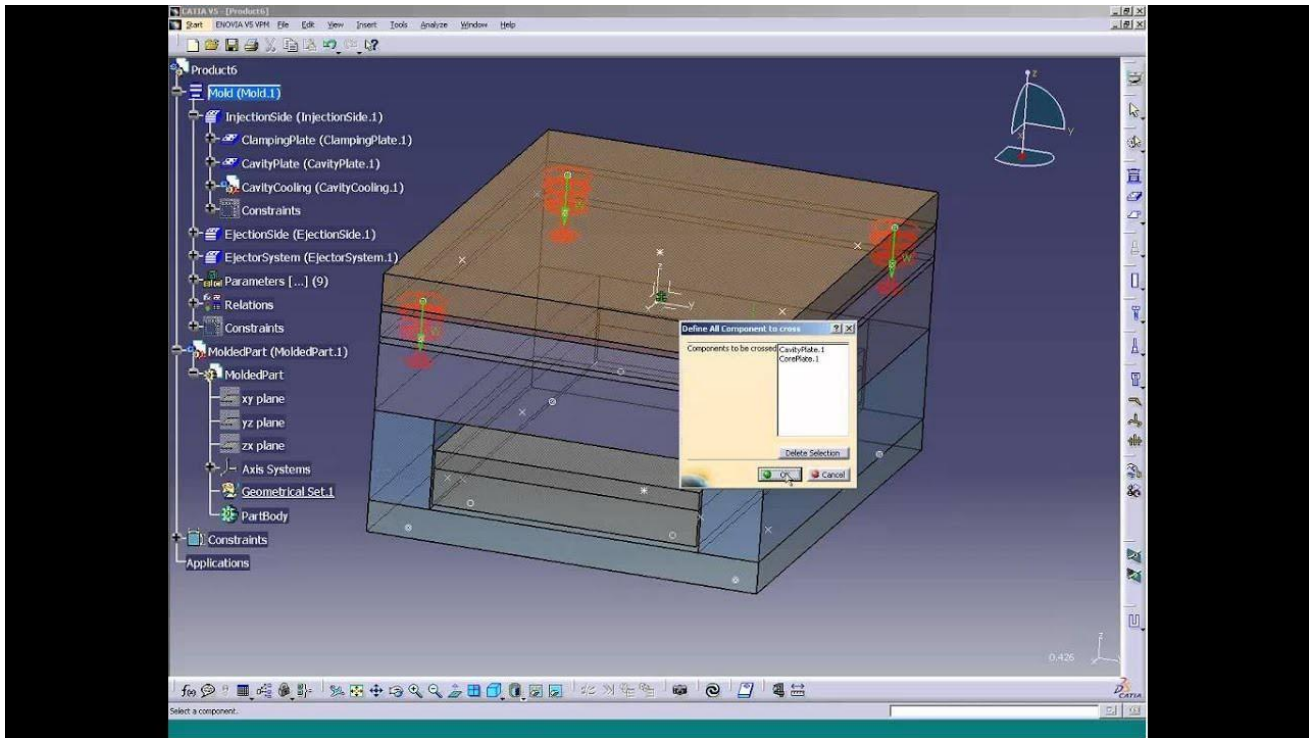 CATIA V5 - [Product6]
Start ENOVIA V5 VPM File Edit View Insert Tools Analyze Window Help
Product6
Mold (Mold.1)
InjectionSide (InjectionSide.1)
ClampingPlate (ClampingPlate.1)
CavityPlate (CavityPlate.1)
CavityCooling (CavityCooling.1)
Constraints
EjectionSide (EjectionSide.1)
EjectorSystem (EjectorSystem.1)
Parameters [...] (9)
Relations
Constraints
MoldedPart (MoldedPart.1)
MoldedPart
xy plane
yz plane
zx plane
Axis Systems
Geometrical Set.1
PartBody
Constraints
Applications
z
y
x
W
W
W
z
y
Define All Component to cross
Components to be crossed
CavityPlate.1
CorePlate.1
Delete Selection
OK Cancel
0.426
z
x
f(x)
CATIA
Select a component.